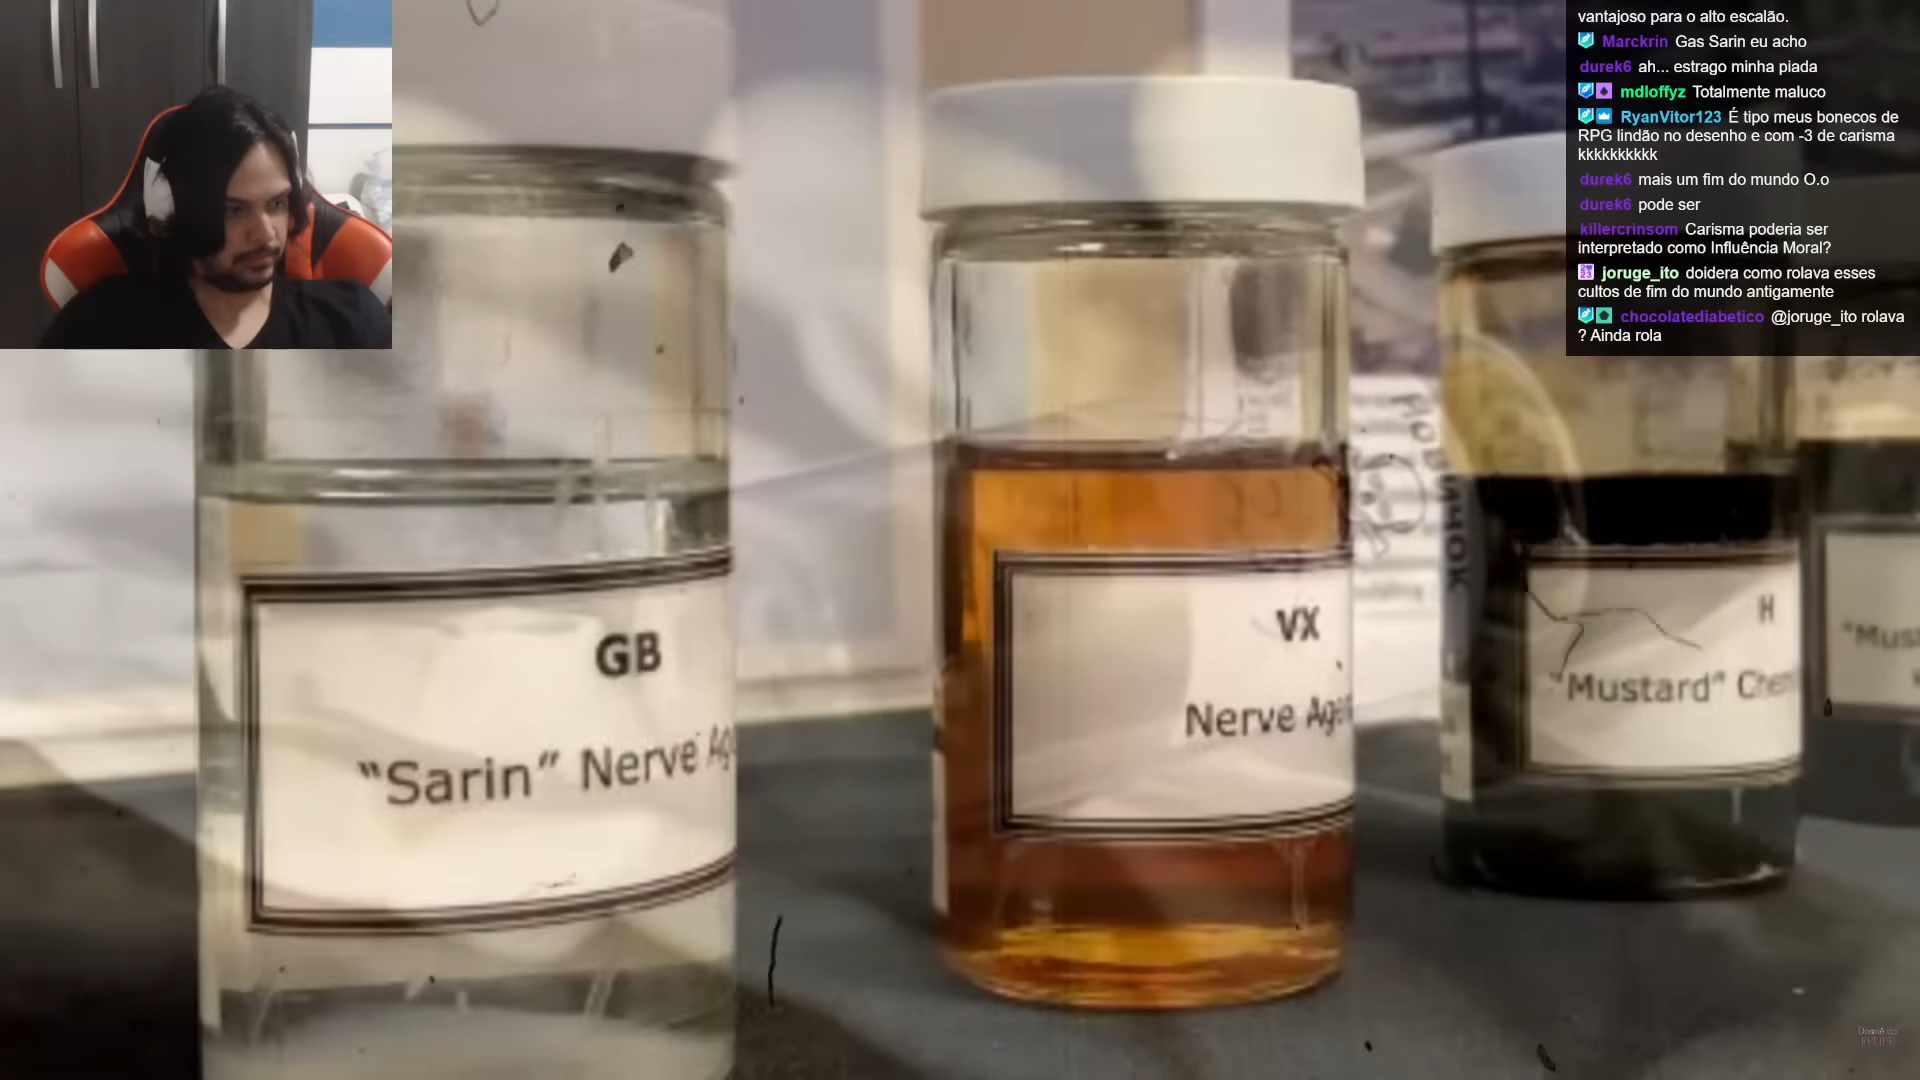 vantajoso para o alto escalão.
Marckrin Gas Sarin eu acho
durek6 ah... estrago minha piada
mdloffyz Totalmente maluco
RyanVitor123 É tipo meus bonecos de
RPG lindão no desenho e com -3 de carisma
kkkkkkkkkk
durek6 mais um fim do mundo O.o
durek6 pode ser
killercrinsom Carisma poderia ser
interpretado como Influência Moral?
joruge_ito doidera como rolava esses
cultos de fim do mundo antigamente
chocolatediabetico @joruge_ito rolava
? Ainda rola
GB
"Sarin" Nerve
VX
Nerve
H
"Mustard"